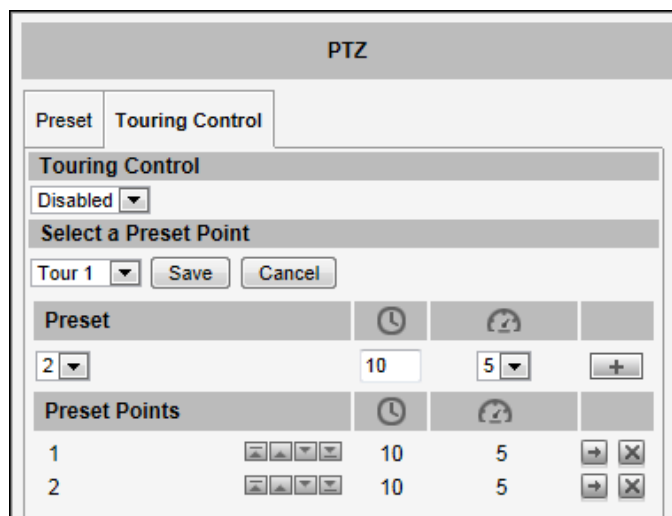 PTZ
Preset Touring Control
Touring Control
Disabled
Select a Preset Point
Tour 1 Save Cancel
Preset
2 10 5 +
Preset Points
1 10 5
2 10 5